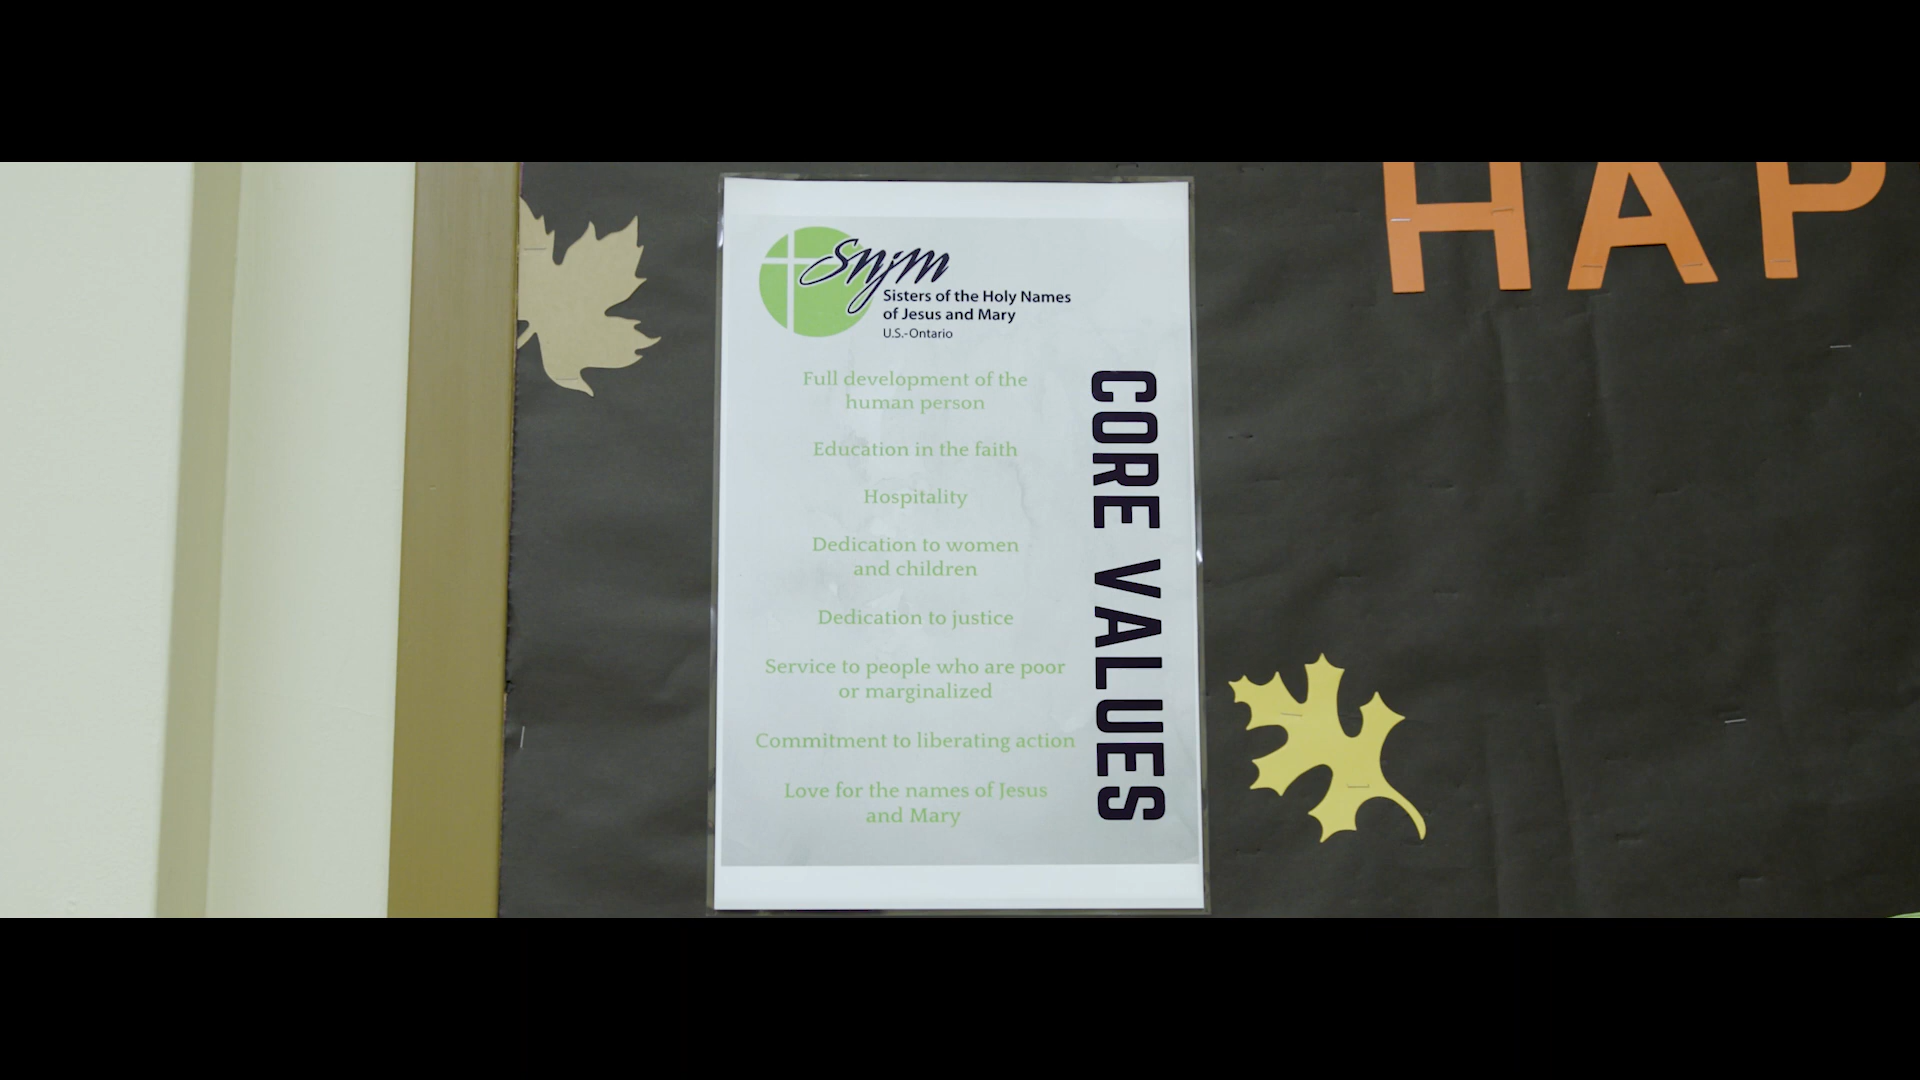 snjm
Sisters of the Holy Names
of Jesus and Mary
U.S.-Ontario
Full development of the
human person
Education in the faith
Hospitality
Dedication to women
and children
Dedication to justice
Service to people who are poor
or marginalized
Commitment to liberating action
Love for the names of Jesus
and Mary
CORE VALUES
HAP